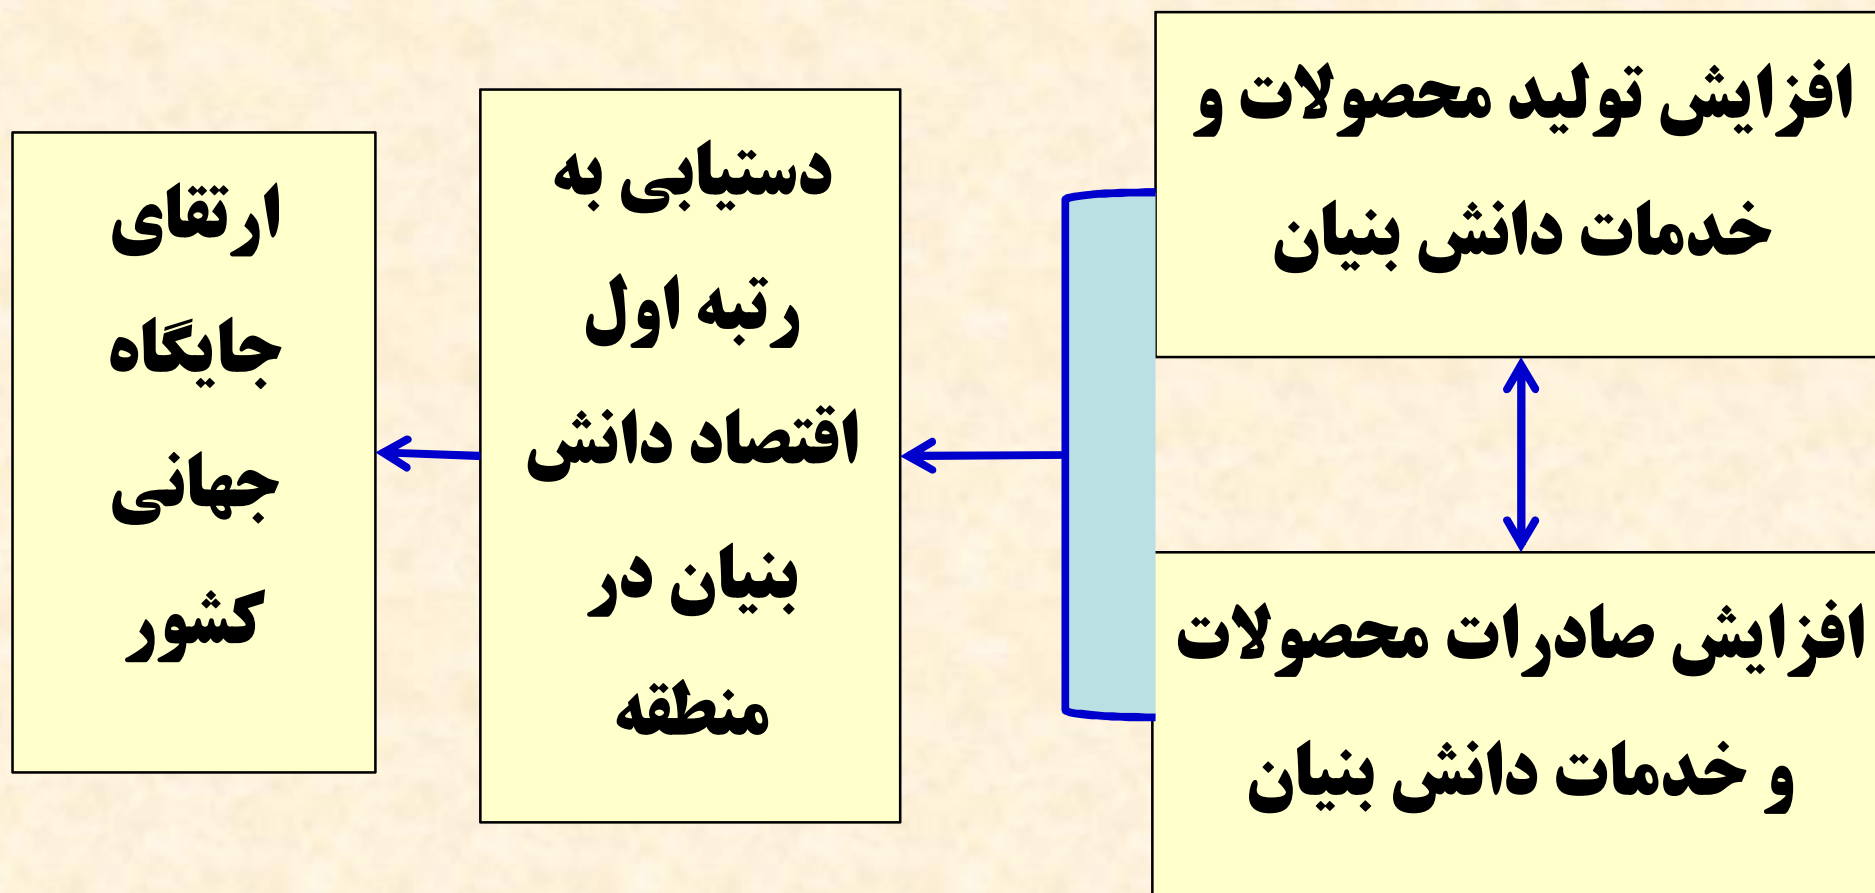 افزایش تولید محصولات و
خدمات دانش بنیان
افزایش صادرات محصولات
و خدمات دانش بنیان
دستیابی به
رتبه اول
اقتصاد دانش
بنیان در
منطقه
ارتقای
جایگاه
جهانی
کشور